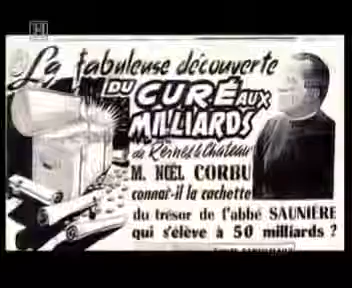 H
La fabuleuse découverte
DU CURÉ AUX
MILLIARDS
de Rennes-le-Château
M. NOËL CORBU
connaît-il la cachette
du trésor de l'abbé SAUNIÈRE
qui s'élève à 50 milliards ?